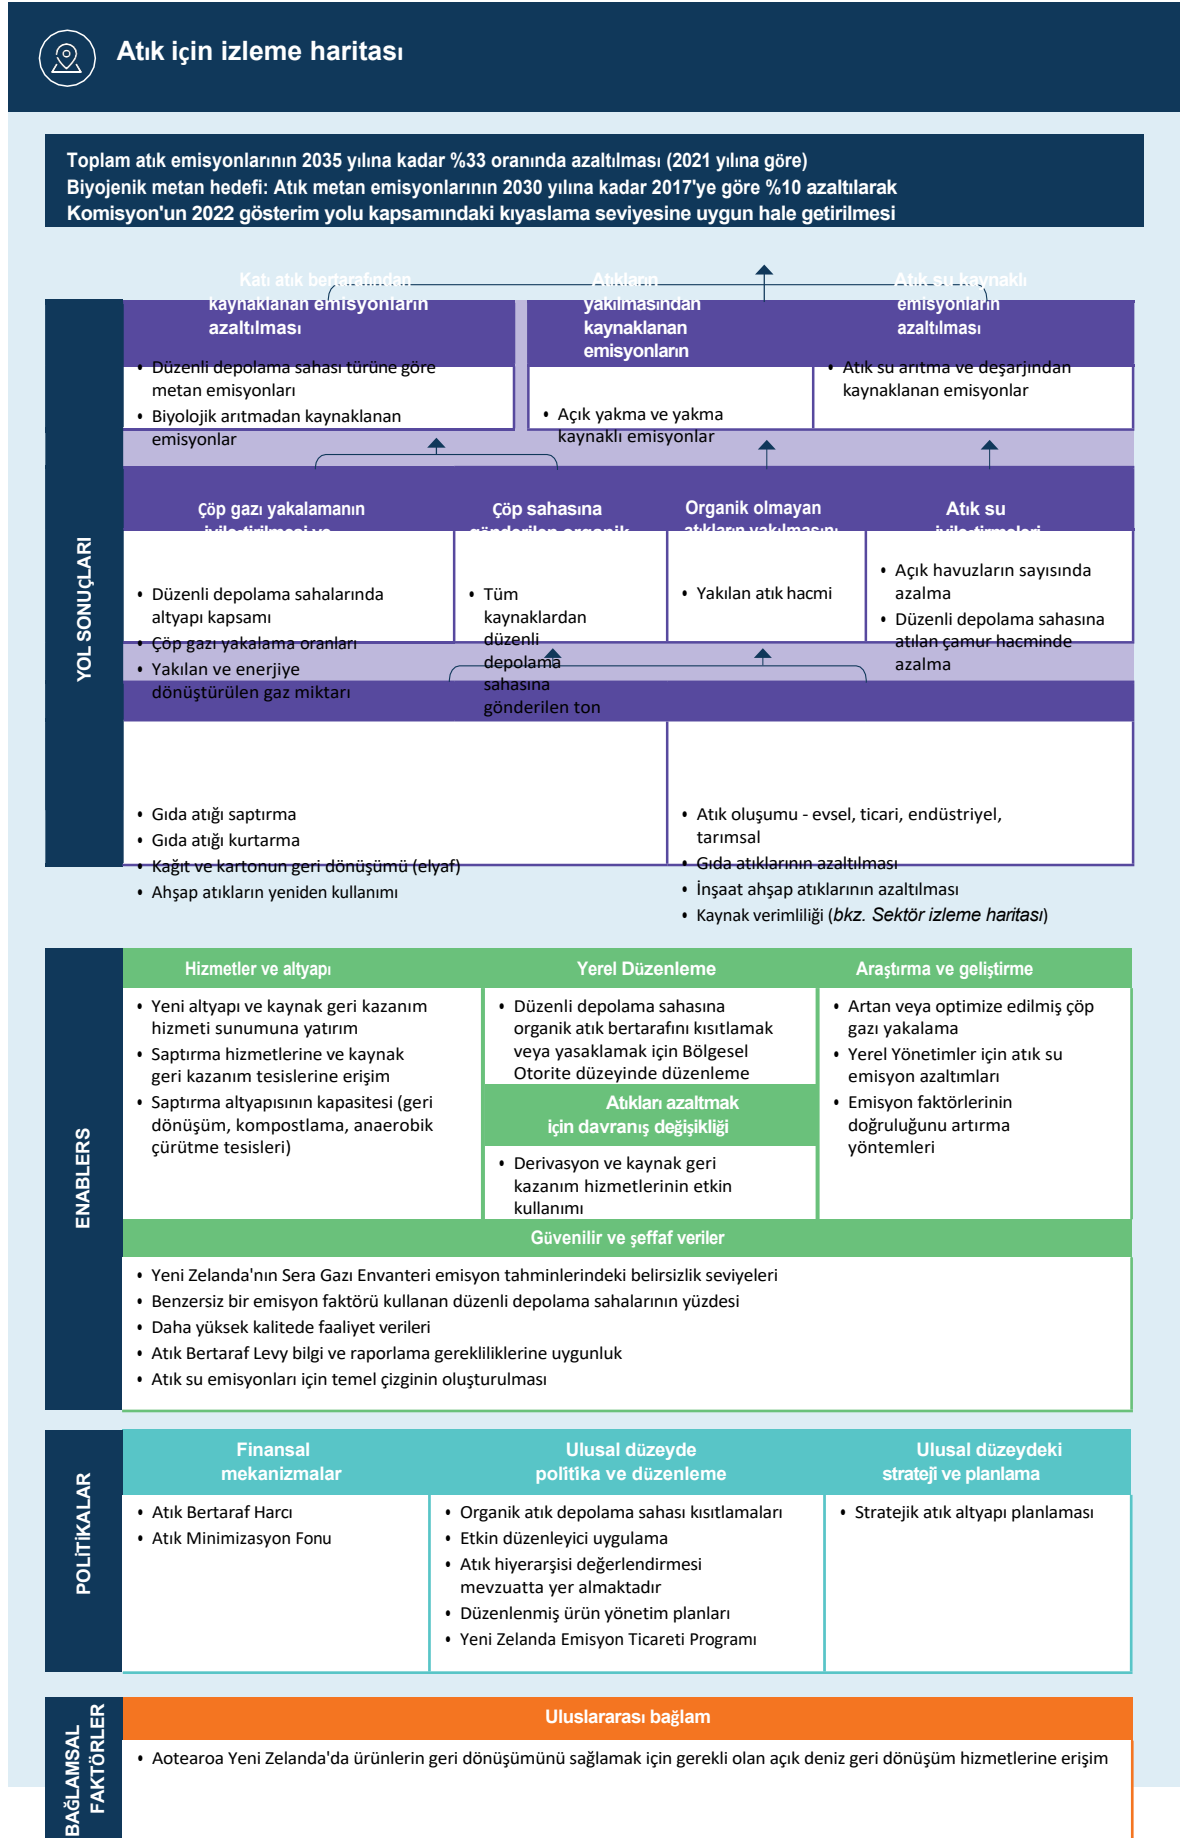 Atık için izleme haritası
Toplam atık emisyonlarının 2035 yılına kadar %33 oranında azaltılması (2021 yılına göre)
Biyojenik metan hedefi: Atık metan emisyonlarının 2030 yılına kadar 2017'ye göre %10 azaltılarak
Komisyon'un 2022 gösterim yolu kapsamındaki kıyaslama seviyesine uygun hale getirilmesi
YOL SONUÇLARI
Katı atık bertarafından
kaynaklanan emisyonların
azaltılması
• Düzenli depolama sahası türüne göre
metan emisyonları
• Biyolojik arıtmadan kaynaklanan
emisyonlar
Atıkların
yakılmasından
kaynaklanan
emisyonların
• Açık yakma ve yakma
kaynaklı emisyonlar
Atık su kaynaklı
emisyonların
azaltılması
• Atık su arıtma ve deşarjından
kaynaklanan emisyonlar
Çöp gazı yakalamanın
iyileştirilmesi ve
• Düzenli depolama sahalarında
altyapı kapsamı
• Çöp gazı yakalama oranları
• Yakılan ve enerjiye
dönüştürülen gaz miktarı
Çöp sahasına
gönderilen organik
• Tüm
kaynaklardan
düzenli
depolama
sahasına
gönderilen ton
Organik olmayan
atıkların yakılmasını
• Yakılan atık hacmi
Atık su
iyileştirmeleri
• Açık havuzların sayısında
azalma
• Düzenli depolama sahasına
atılan çamur hacminde
azalma
• Gıda atığı saptırma
• Gıda atığı kurtarma
• Kağıt ve kartonun geri dönüşümü (elyaf)
• Ahşap atıkların yeniden kullanımı
• Atık oluşumu - evsel, ticari, endüstriyel,
tarımsal
• Gıda atıklarının azaltılması
• İnşaat ahşap atıklarının azaltılması
• Kaynak verimliliği (bkz. Sektör izleme haritası)
ENABLERS
Hizmetler ve altyapı
• Yeni altyapı ve kaynak geri kazanım
hizmeti sunumuna yatırım
• Saptırma hizmetlerine ve kaynak
geri kazanım tesislerine erişim
• Saptırma altyapısının kapasitesi (geri
dönüşüm, kompostlama, anaerobik
çürütme tesisleri)
Yerel Düzenleme
• Düzenli depolama sahasına
organik atık bertarafını kısıtlamak
veya yasaklamak için Bölgesel
Otorite düzeyinde düzenleme
Atıkları azaltmak
için davranış değişikliği
• Derivasyon ve kaynak geri
kazanım hizmetlerinin etkin
kullanımı
Araştırma ve geliştirme
• Artan veya optimize edilmiş çöp
gazı yakalama
• Yerel Yönetimler için atık su
emisyon azaltımları
• Emisyon faktörlerinin
doğruluğunu artırma
yöntemleri
Güvenilir ve şeffaf veriler
• Yeni Zelanda'nın Sera Gazı Envanteri emisyon tahminlerindeki belirsizlik seviyeleri
• Benzersiz bir emisyon faktörü kullanan düzenli depolama sahalarının yüzdesi
• Daha yüksek kalitede faaliyet verileri
• Atık Bertaraf Levy bilgi ve raporlama gerekliliklerine uygunluk
• Atık su emisyonları için temel çizginin oluşturulması
POLİTİKALAR
Finansal
mekanizmalar
• Atık Bertaraf Harcı
• Atık Minimizasyon Fonu
Ulusal düzeyde
politika ve düzenleme
• Organik atık depolama sahası kısıtlamaları
• Etkin düzenleyici uygulama
• Atık hiyerarşisi değerlendirmesi
mevzuatta yer almaktadır
• Düzenlenmiş ürün yönetim planları
• Yeni Zelanda Emisyon Ticareti Programı
Ulusal düzeydeki
strateji ve planlama
• Stratejik atık altyapı planlaması
BAĞLAMSAL
FAKTÖRLER
Uluslararası bağlam
• Aotearoa Yeni Zelanda'da ürünlerin geri dönüşümünü sağlamak için gerekli olan açık deniz geri dönüşüm hizmetlerine erişim